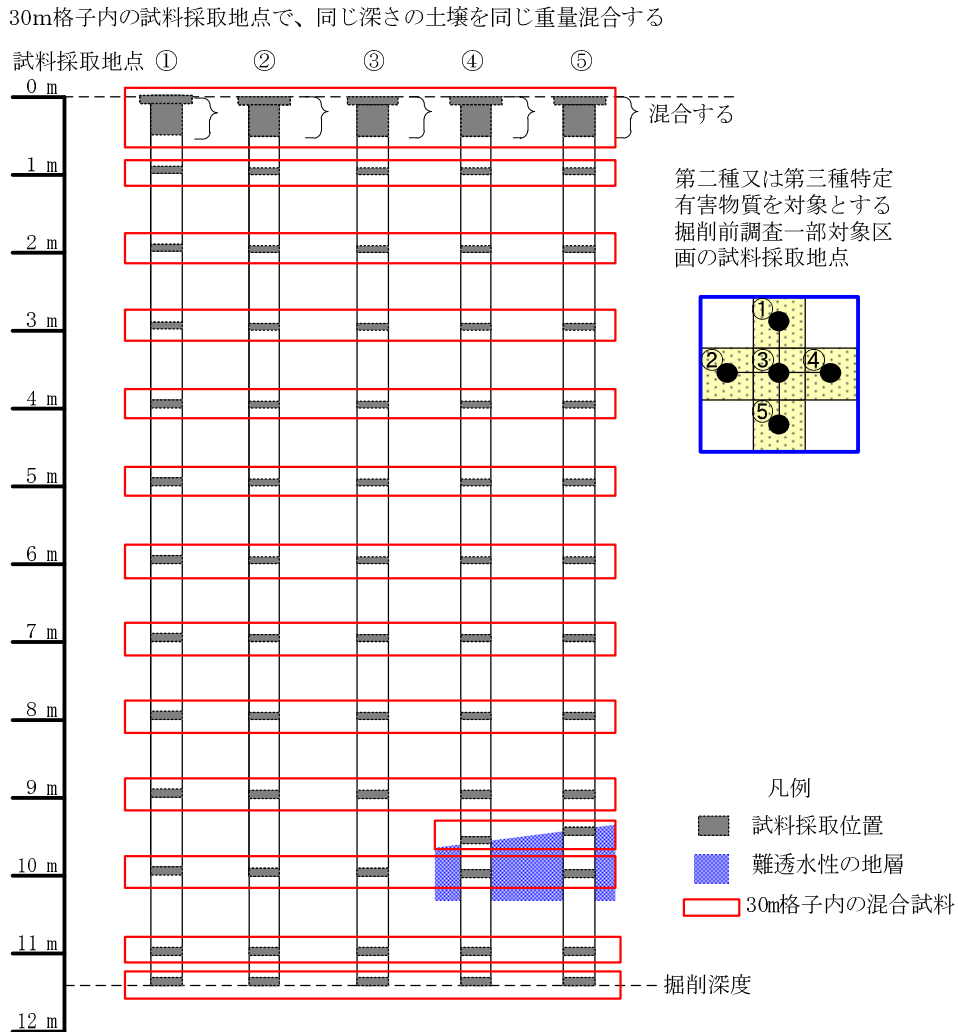 30m格子内の試料採取地点で、同じ深さの土壌を同じ重量混合する
試料採取地点 ① ② ③ ④ ⑤
0 m
混合する
1 m
2 m
3 m
4 m
5 m
6 m
7 m
8 m
9 m
10 m
11 m
12 m
掘削深度
第二種又は第三種特定
有害物質を対象とする
掘削前調査一部対象区
画の試料採取地点
①
② ③ ④
⑤
凡例
試料採取位置
難透水性の地層
30m格子内の混合試料